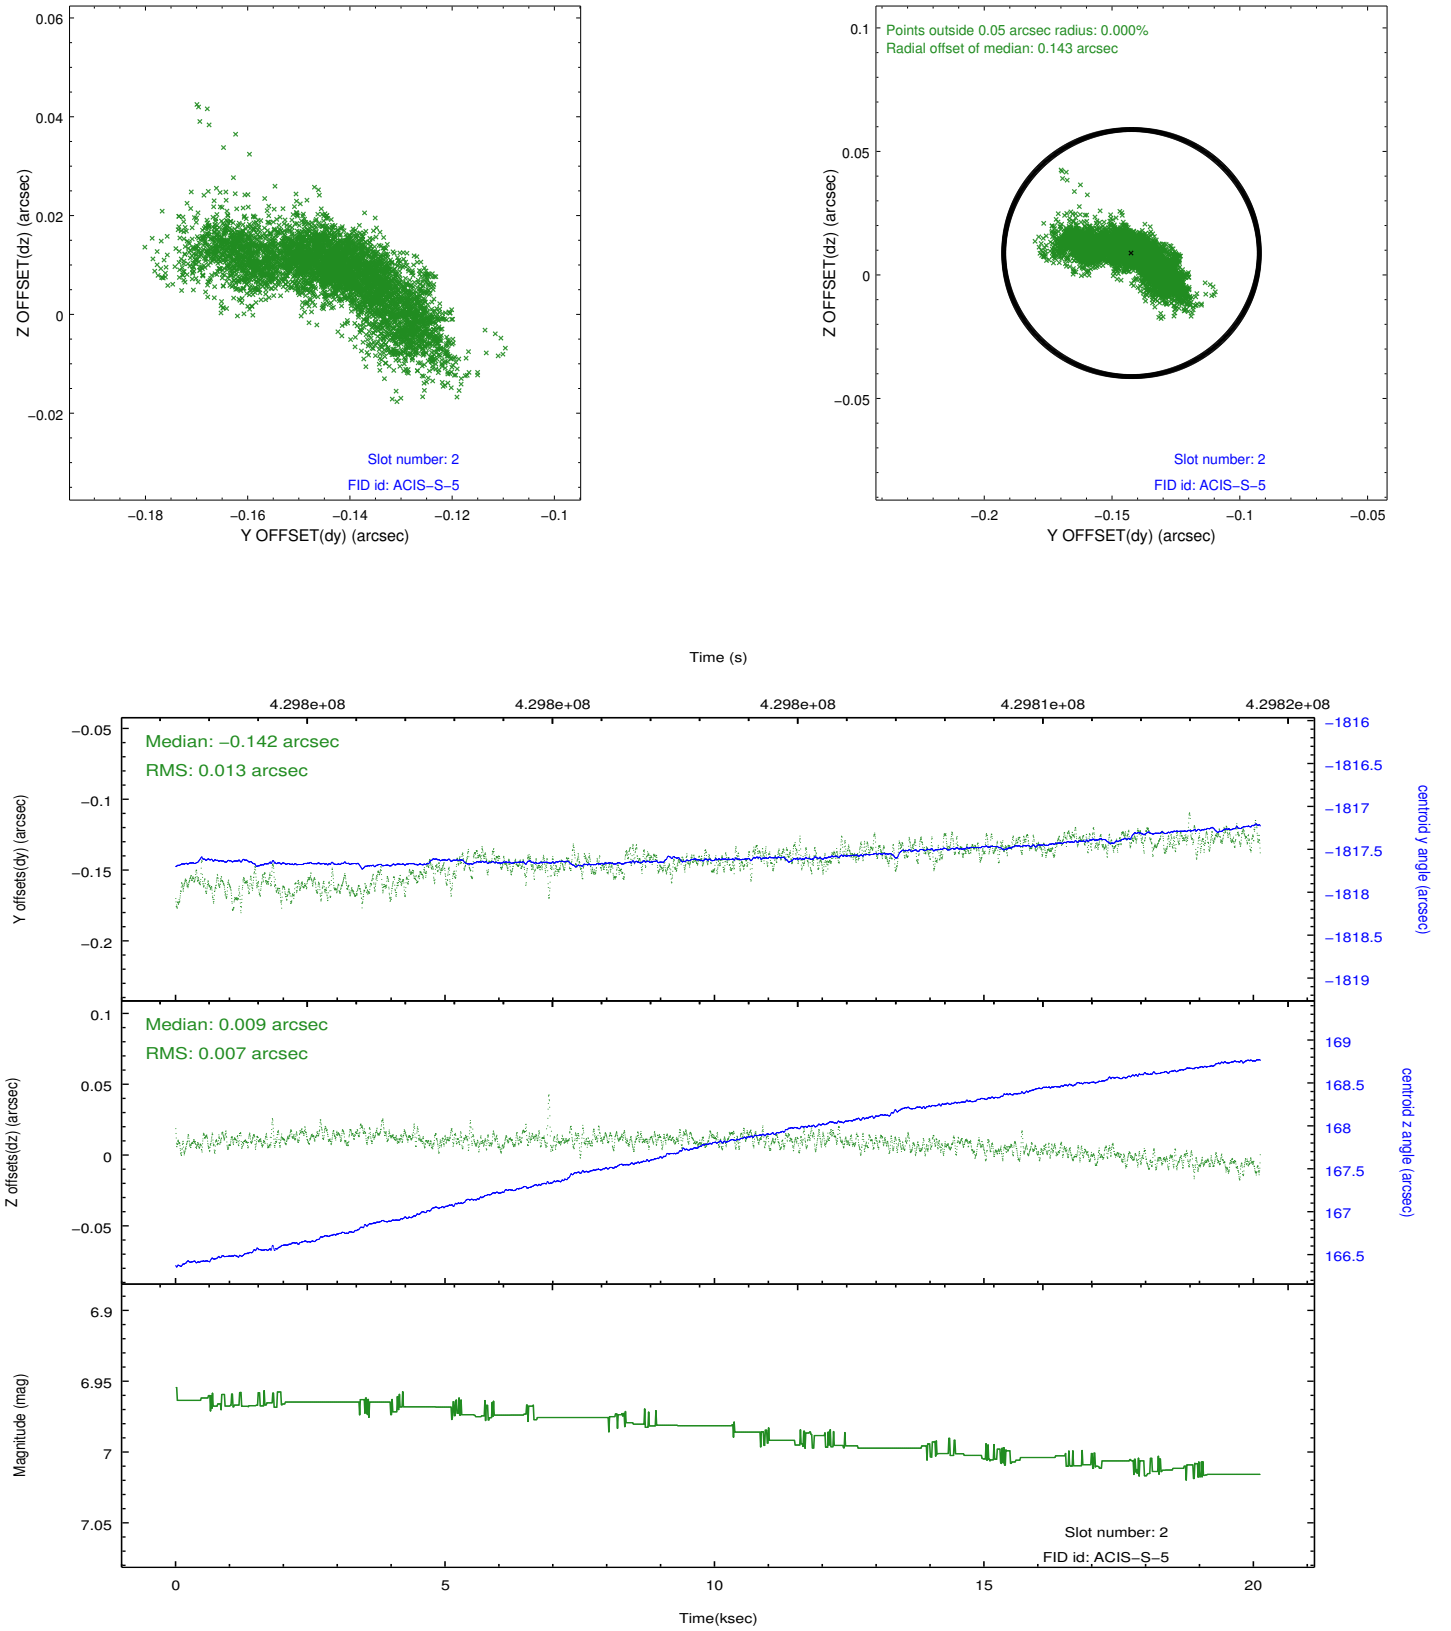 0.06
0.04
0.02
0
−0.02
Z OFFSET(dz) (arcsec)
Slot number: 2
FID id: ACIS−S−5
−0.18 −0.16 −0.14 −0.12 −0.1
Y OFFSET(dy) (arcsec)
Points outside 0.05 arcsec radius: 0.000%
Radial offset of median: 0.143 arcsec
0.1
0.05
0
−0.05
Z OFFSET(dz) (arcsec)
Slot number: 2
FID id: ACIS−S−5
−0.2 −0.15 −0.1 −0.05
Y OFFSET(dy) (arcsec)
Time (s)
4.298e+08 4.298e+08 4.298e+08 4.2981e+08 4.2982e+08
Median: −0.142 arcsec
RMS: 0.013 arcsec
−0.05
−0.1
−0.15
−0.2
Y offsets(dy) (arcsec)
−1816
−1816.5
−1817
−1817.5
−1818
−1818.5
−1819
centroid y angle (arcsec)
Median: 0.009 arcsec
RMS: 0.007 arcsec
0.1
0.05
0
−0.05
Z offsets(dz) (arcsec)
169
168.5
168
167.5
167
166.5
centroid z angle (arcsec)
6.9
6.95
7
7.05
Magnitude (mag)
Slot number: 2
FID id: ACIS−S−5
0 5 10 15 20
Time(ksec)